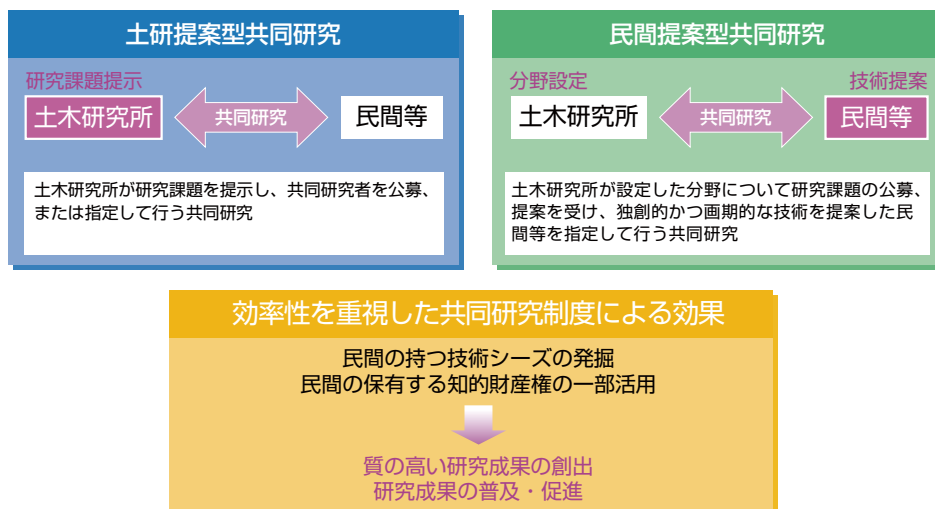 土研提案型共同研究
研究課題提示
土木研究所
共同研究
民間等
土木研究所が研究課題を提示し、共同研究者を公募、
または指定して行う共同研究
民間提案型共同研究
分野設定
技術提案
土木研究所
共同研究
民間等
土木研究所が設定した分野について研究課題の公募、
提案を受け、独創的かつ画期的な技術を提案した民
間等を指定して行う共同研究
効率性を重視した共同研究制度による効果
民間の持つ技術シーズの発掘
民間の保有する知的財産権の一部活用
質の高い研究成果の創出
研究成果の普及・促進